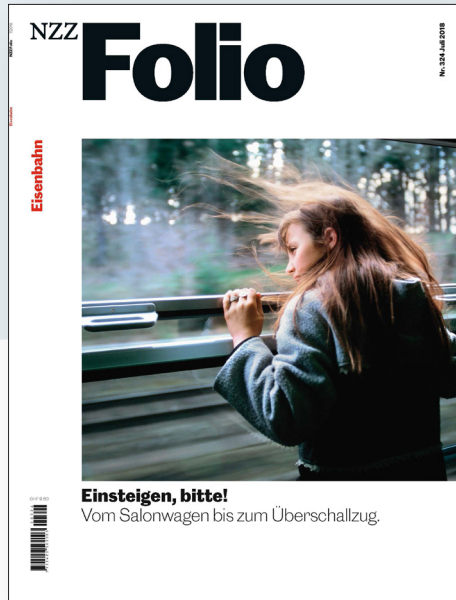 NZZ
Folio
Nr. 324 Juli 2018
Eisenbahn
Einsteigen, bitte!
Vom Salonwagen bis zum Überschallzug.